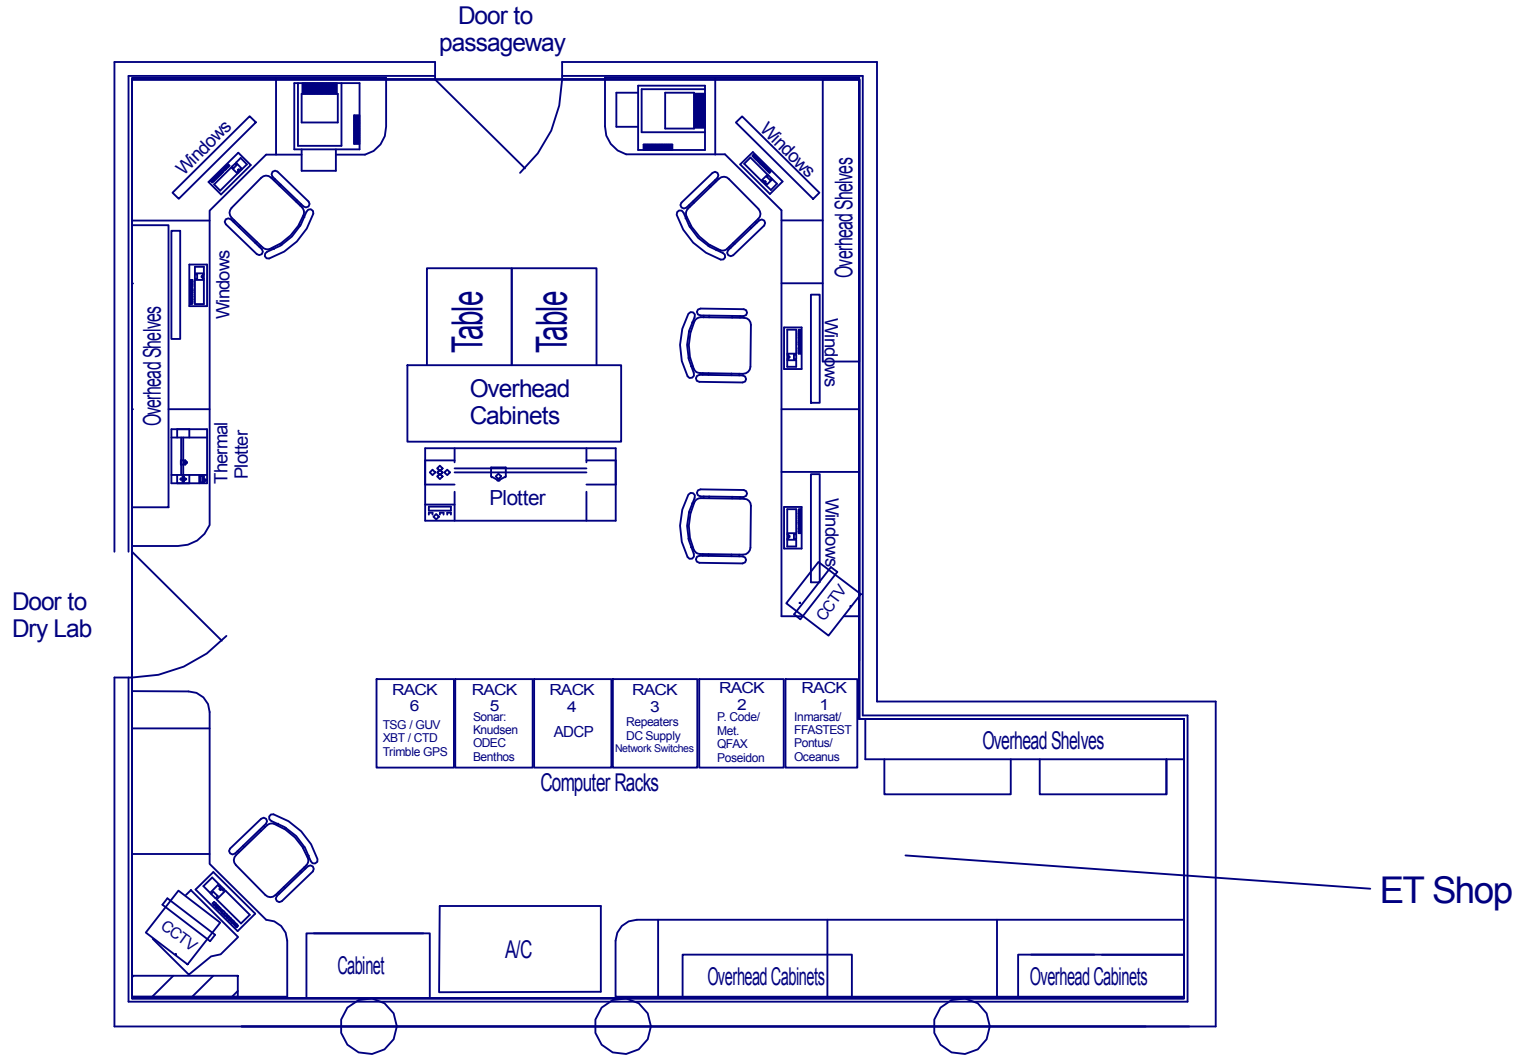 Door to
passageway
Windows
Windows
Overhead Shelves
Windows
Overhead Shelves
Table
Table
Windows
Overhead
Cabinets
Thermal
Plotter
Plotter
Windows
CCTV
Door to
Dry Lab
RACK
6
TSG / GUV
XBT / CTD
Trimble GPS
RACK
5
Sonar:
Knudsen
ODEC
Benthos
RACK
4
ADCP
RACK
3
Repeaters
DC Supply
Network Switches
RACK
2
P. Code/
Met.
QFAX
Poseidon
RACK
1
Inmarsat/
FFASTEST
Pontus/
Oceanus
Overhead Shelves
Computer Racks
ET Shop
CCTV
Cabinet
A/C
Overhead Cabinets
Overhead Cabinets